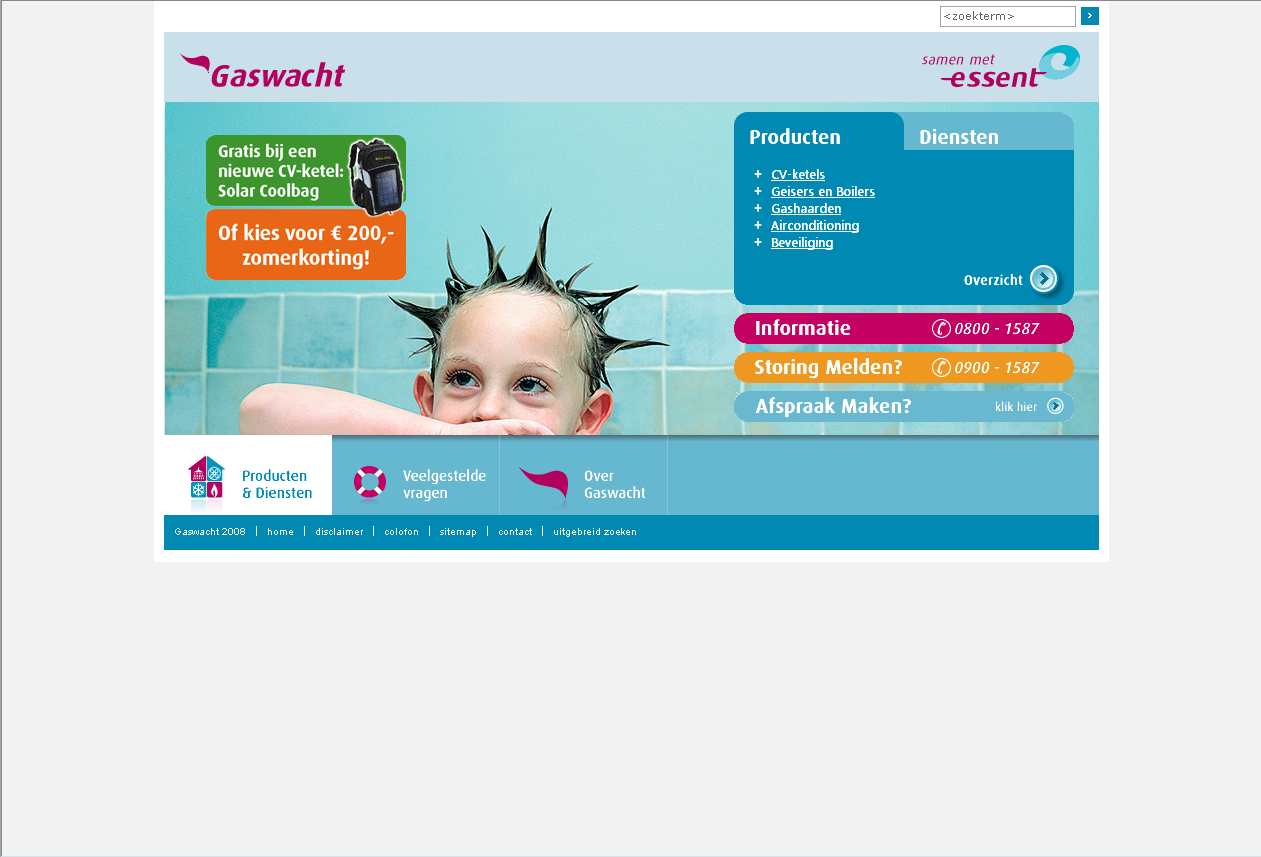 <zoekterm>
Gaswacht
samen met
essent
Gratis bij een
nieuwe CV-ketel:
Solar Coolbag
Of kies voor € 200,-
zomerkorting!
Producten
Diensten
+ CV-ketels
+ Geisers en Boilers
+ Gashaarden
+ Airconditioning
+ Beveiliging
Overzicht
Informatie 0800 - 1587
Storing Melden? 0900 - 1587
Afspraak Maken? klik hier
Producten
& Diensten
Veelgestelde
vragen
Over
Gaswacht
Gaswacht 2008 | home | disclaimer | colofon | sitemap | contact | uitgebreid zoeken